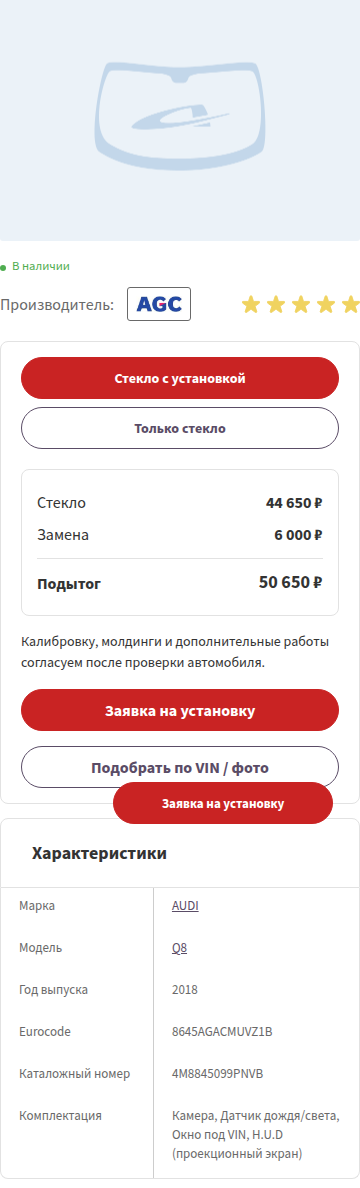 В наличии
Производитель: AGC
Стекло с установкой
Только стекло
Стекло 44 650 ₽
Замена 6 000 ₽
Подытог 50 650 ₽
Калибровку, молдинги и дополнительные работы
согласуем после проверки автомобиля.
Заявка на установку
Подобрать по VIN / фото
Заявка на установку
Характеристики
Марка AUDI
Модель Q8
Год выпуска 2018
Eurocode 8645AGACMUVZ1B
Каталожный номер 4M8845099PNVB
Комплектация Камера, Датчик дождя/света,
Окно под VIN, H.U.D
(проекционный экран)